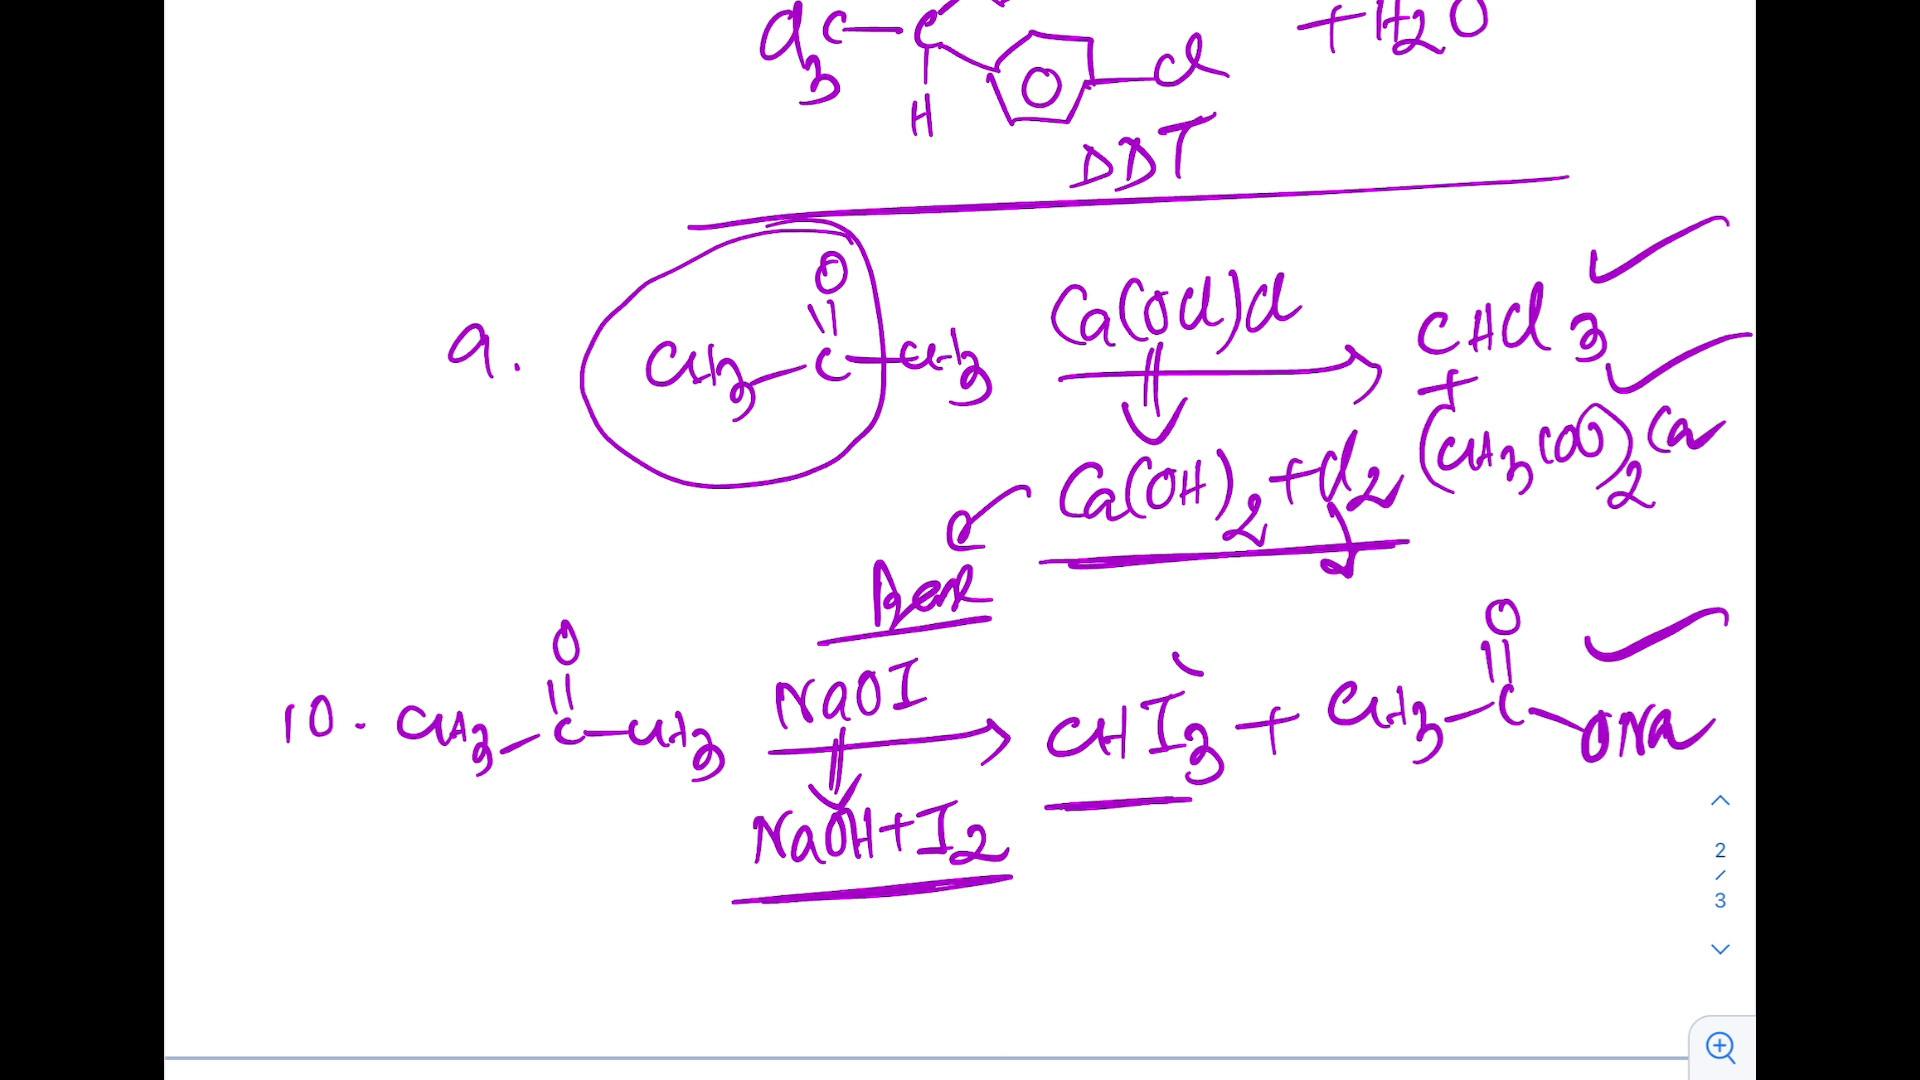 Cl3C—C—
+H2O
Cl
H
DDT
9. CH3—C(=O)—CH3 Ca(OCl)Cl → CHCl3
+
Ca(OH)2+Cl2 (CH3COO)2Ca
Base
10. CH3—C(=O)—CH3 NaOI → CHI3 + CH3—C(=O)—ONa
NaOH+I2
2
/
3